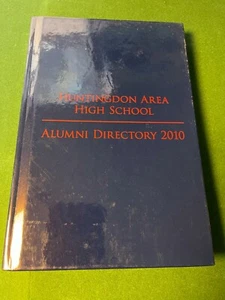 HUNTINGDON AREA
HIGH SCHOOL
ALUMNI DIRECTORY 2010